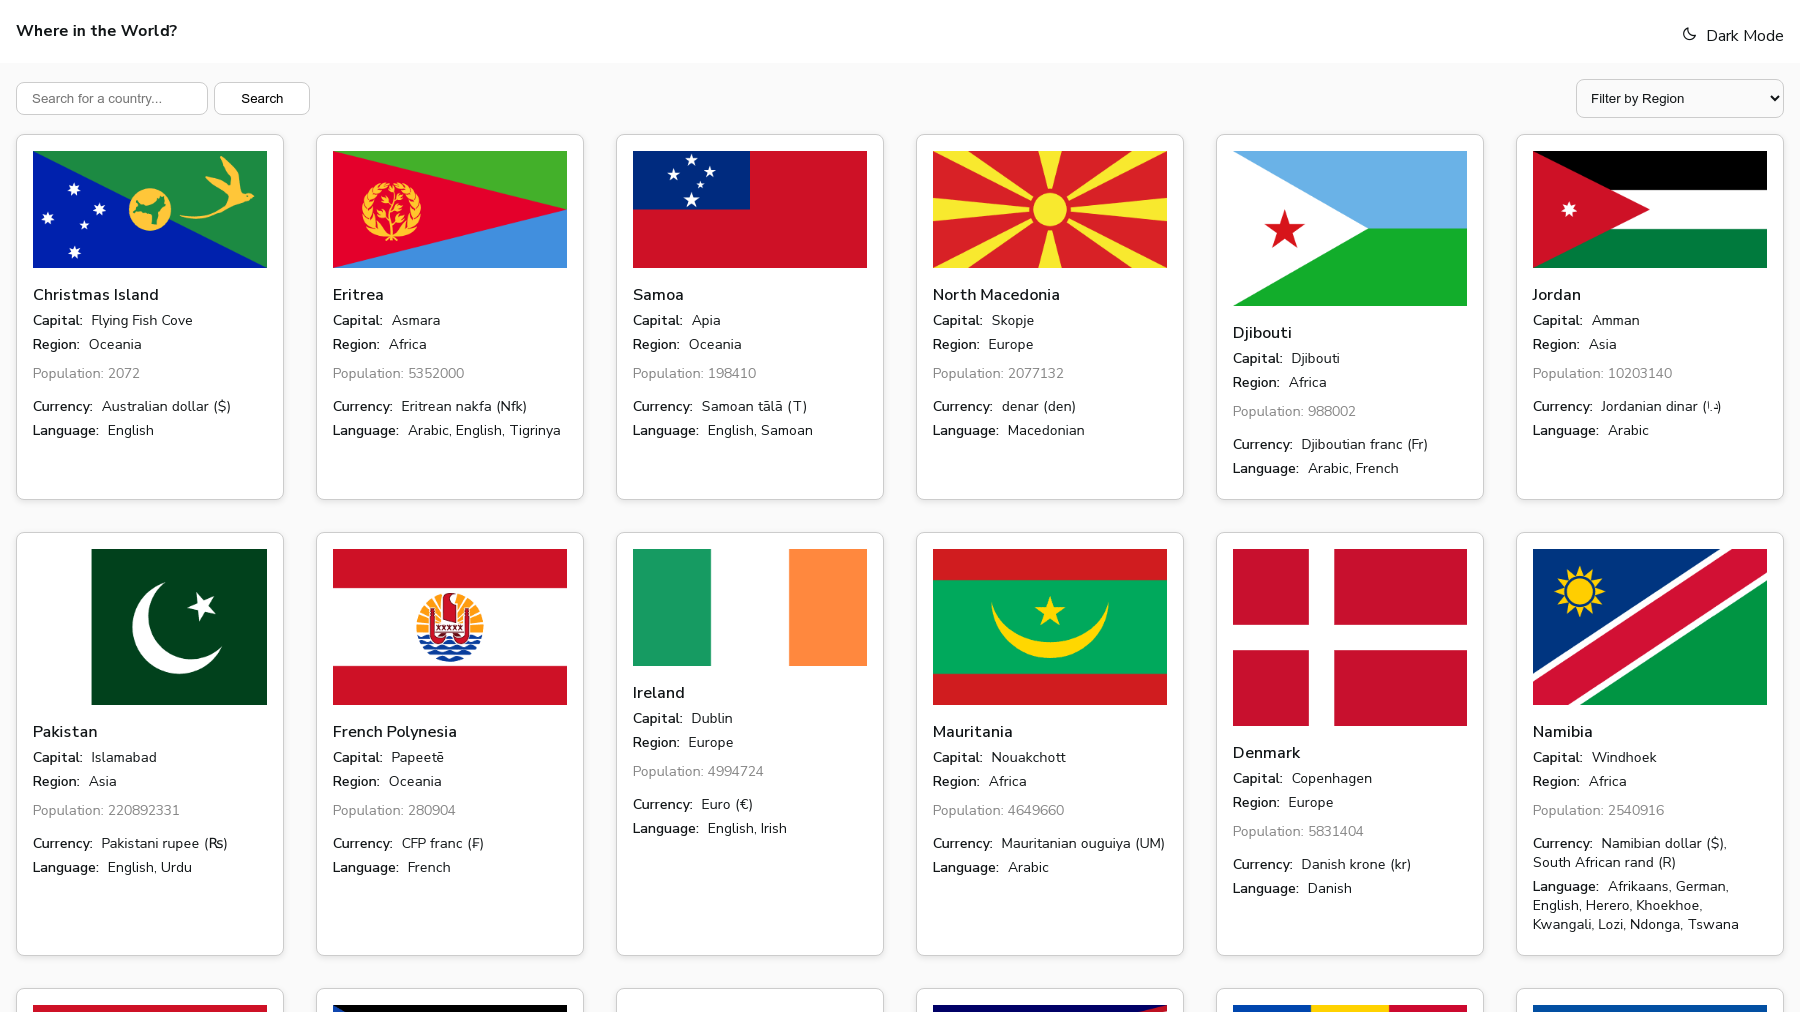 Where in the World?
Dark Mode
Search for a country...
Search
Filter by Region
Christmas Island
Capital: Flying Fish Cove
Region: Oceania
Population: 2072
Currency: Australian dollar ($)
Language: English
Eritrea
Capital: Asmara
Region: Africa
Population: 5352000
Currency: Eritrean nakfa (Nfk)
Language: Arabic, English, Tigrinya
Samoa
Capital: Apia
Region: Oceania
Population: 198410
Currency: Samoan tālā (T)
Language: English, Samoan
North Macedonia
Capital: Skopje
Region: Europe
Population: 2077132
Currency: denar (den)
Language: Macedonian
Djibouti
Capital: Djibouti
Region: Africa
Population: 988002
Currency: Djiboutian franc (Fr)
Language: Arabic, French
Jordan
Capital: Amman
Region: Asia
Population: 10203140
Currency: Jordanian dinar (د.ا)
Language: Arabic
Pakistan
Capital: Islamabad
Region: Asia
Population: 220892331
Currency: Pakistani rupee (₨)
Language: English, Urdu
French Polynesia
Capital: Papeetē
Region: Oceania
Population: 280904
Currency: CFP franc (₣)
Language: French
Ireland
Capital: Dublin
Region: Europe
Population: 4994724
Currency: Euro (€)
Language: English, Irish
Mauritania
Capital: Nouakchott
Region: Africa
Population: 4649660
Currency: Mauritanian ouguiya (UM)
Language: Arabic
Denmark
Capital: Copenhagen
Region: Europe
Population: 5831404
Currency: Danish krone (kr)
Language: Danish
Namibia
Capital: Windhoek
Region: Africa
Population: 2540916
Currency: Namibian dollar ($),
South African rand (R)
Language: Afrikaans, German,
English, Herero, Khoekhoe,
Kwangali, Lozi, Ndonga, Tswana